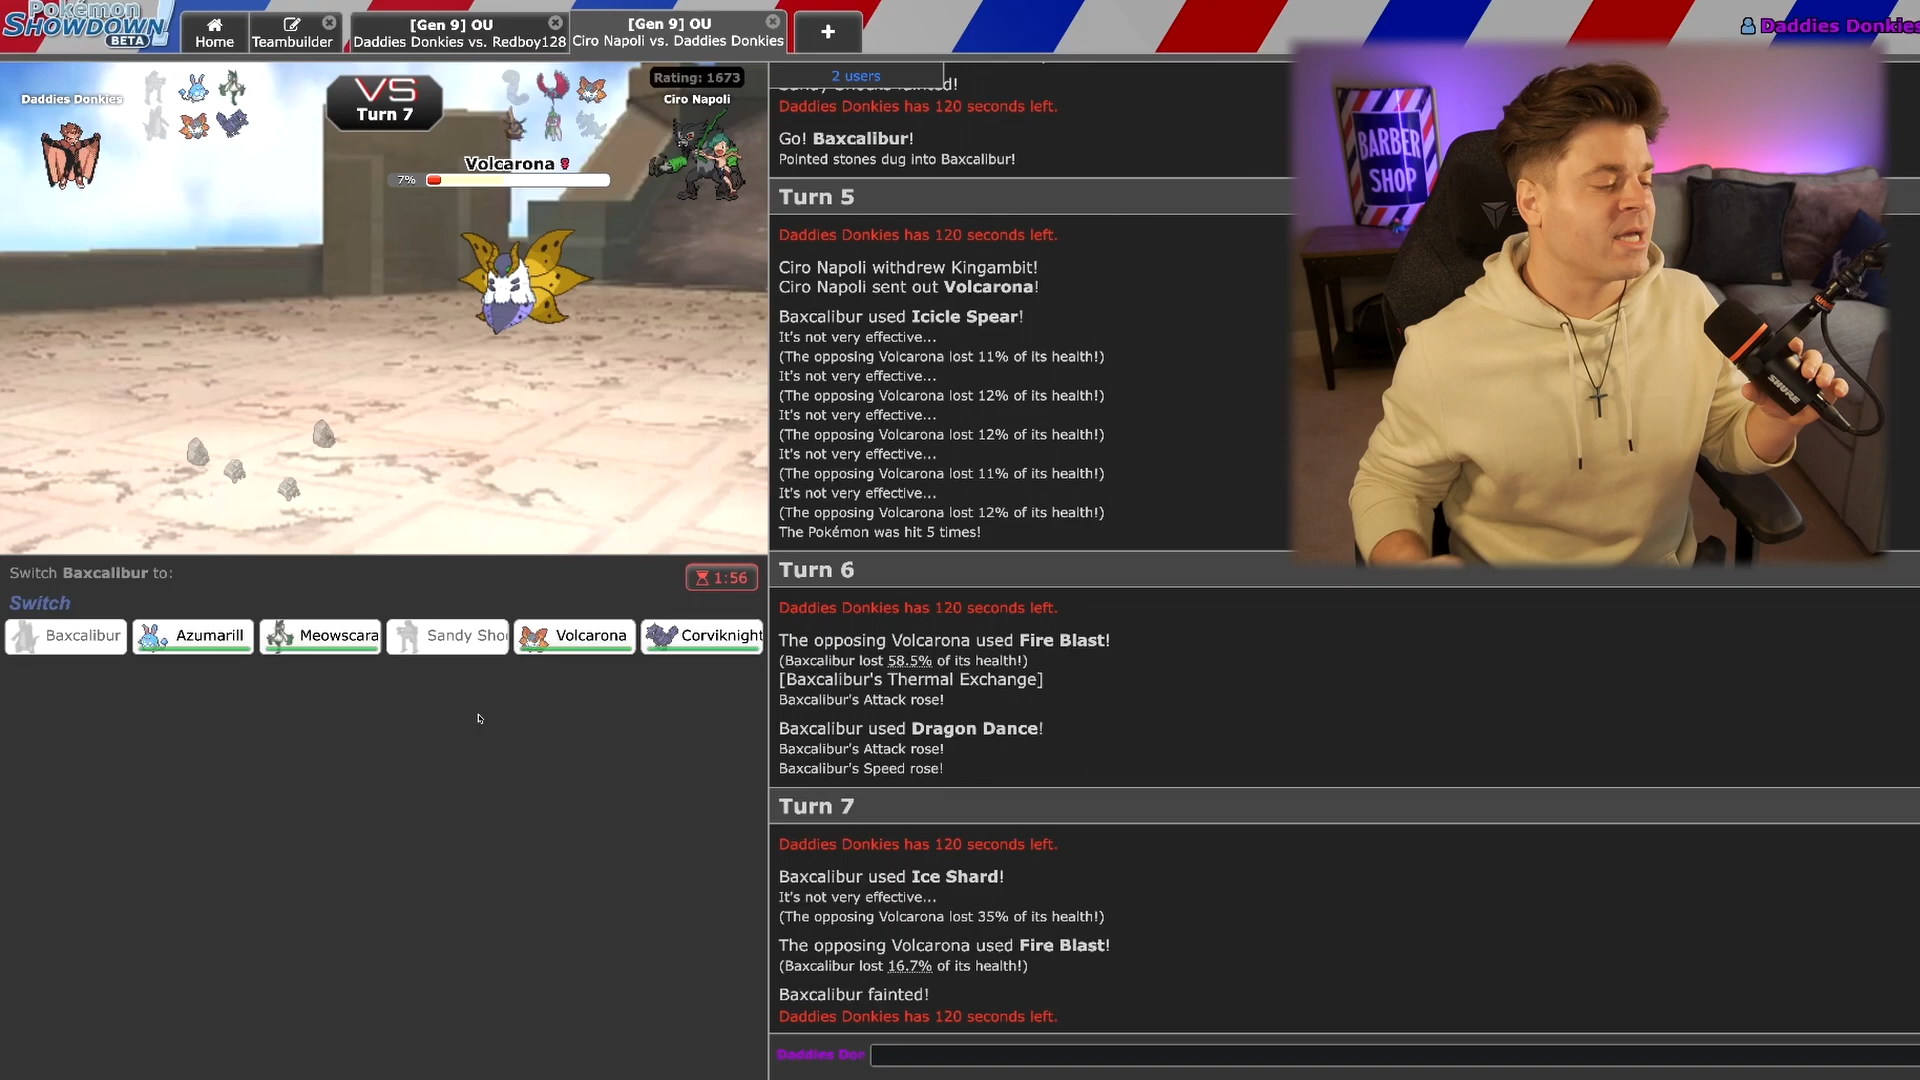 Pokémon
SHOWDOWN!
BETA
Home
Teambuilder
[Gen 9] OU
Daddies Donkies vs. Redboy128
[Gen 9] OU
Ciro Napoli vs. Daddies Donkies
+
Daddies Donkies
Daddies Donkies
VS
Turn 7
Rating: 1673
Ciro Napoli
Volcarona
7%
Switch Baxcalibur to:
1:56
Switch
Baxcalibur
Azumarill
Meowscara
Sandy Sho
Volcarona
Corviknight
2 users
Daddies Donkies has 120 seconds left.
Go! Baxcalibur!
Pointed stones dug into Baxcalibur!
Turn 5
Daddies Donkies has 120 seconds left.
Ciro Napoli withdrew Kingambit!
Ciro Napoli sent out Volcarona!
Baxcalibur used Icicle Spear!
It's not very effective...
(The opposing Volcarona lost 11% of its health!)
It's not very effective...
(The opposing Volcarona lost 12% of its health!)
It's not very effective...
(The opposing Volcarona lost 12% of its health!)
It's not very effective...
(The opposing Volcarona lost 11% of its health!)
It's not very effective...
(The opposing Volcarona lost 12% of its health!)
The Pokémon was hit 5 times!
Turn 6
Daddies Donkies has 120 seconds left.
The opposing Volcarona used Fire Blast!
(Baxcalibur lost 58.5% of its health!)
[Baxcalibur's Thermal Exchange]
Baxcalibur's Attack rose!
Baxcalibur used Dragon Dance!
Baxcalibur's Attack rose!
Baxcalibur's Speed rose!
Turn 7
Daddies Donkies has 120 seconds left.
Baxcalibur used Ice Shard!
It's not very effective...
(The opposing Volcarona lost 35% of its health!)
The opposing Volcarona used Fire Blast!
(Baxcalibur lost 16.7% of its health!)
Baxcalibur fainted!
Daddies Donkies has 120 seconds left.
Daddies Don
BARBER
SHOP
SHURE